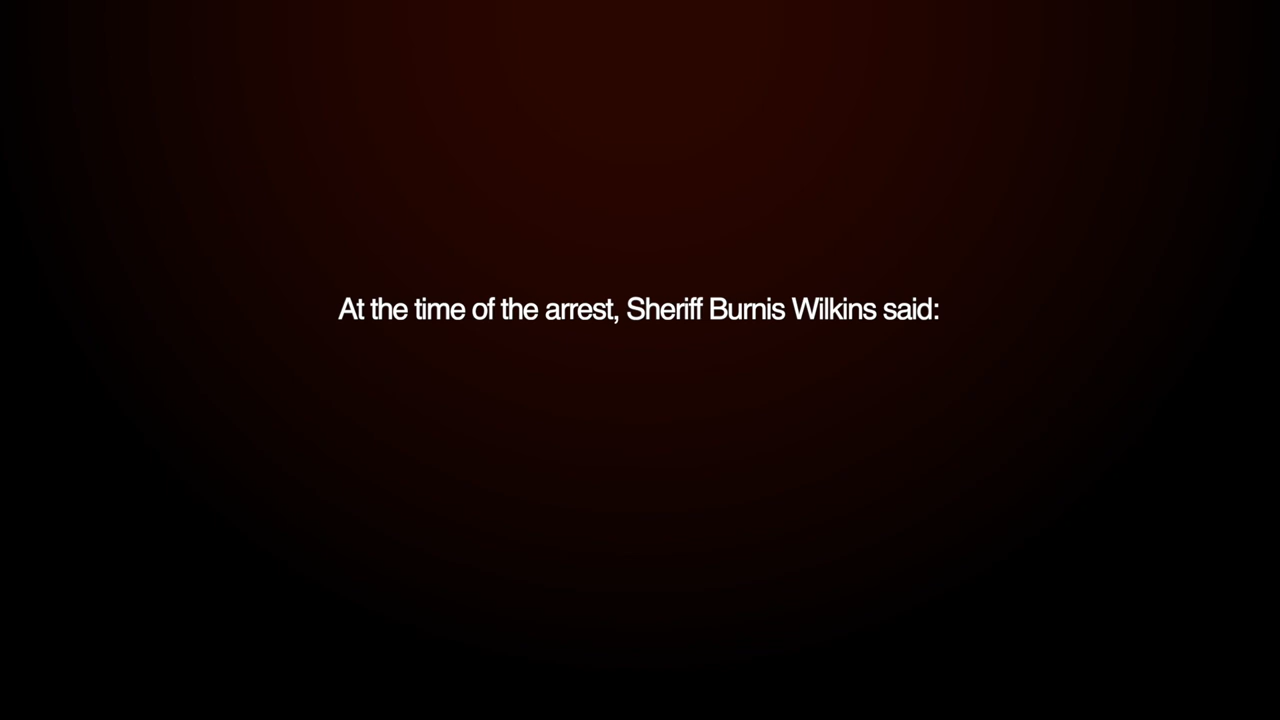 At the time of the arrest, Sheriff Burnis Wilkins said: